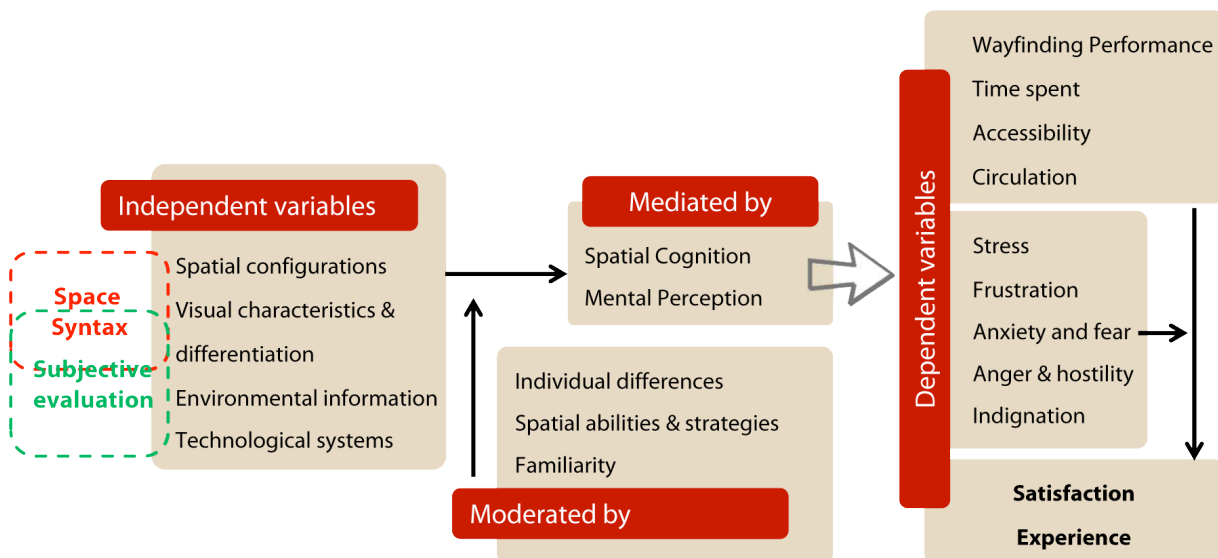 Space
Syntax
Subjective
evaluation
Independent variables
Spatial configurations
Visual characteristics &
differentiation
Environmental information
Technological systems
Mediated by
Spatial Cognition
Mental Perception
Individual differences
Spatial abilities & strategies
Familiarity
Moderated by
Dependent variables
Wayfinding Performance
Time spent
Accessibility
Circulation
Stress
Frustration
Anxiety and fear
Anger & hostility
Indignation
Satisfaction
Experience